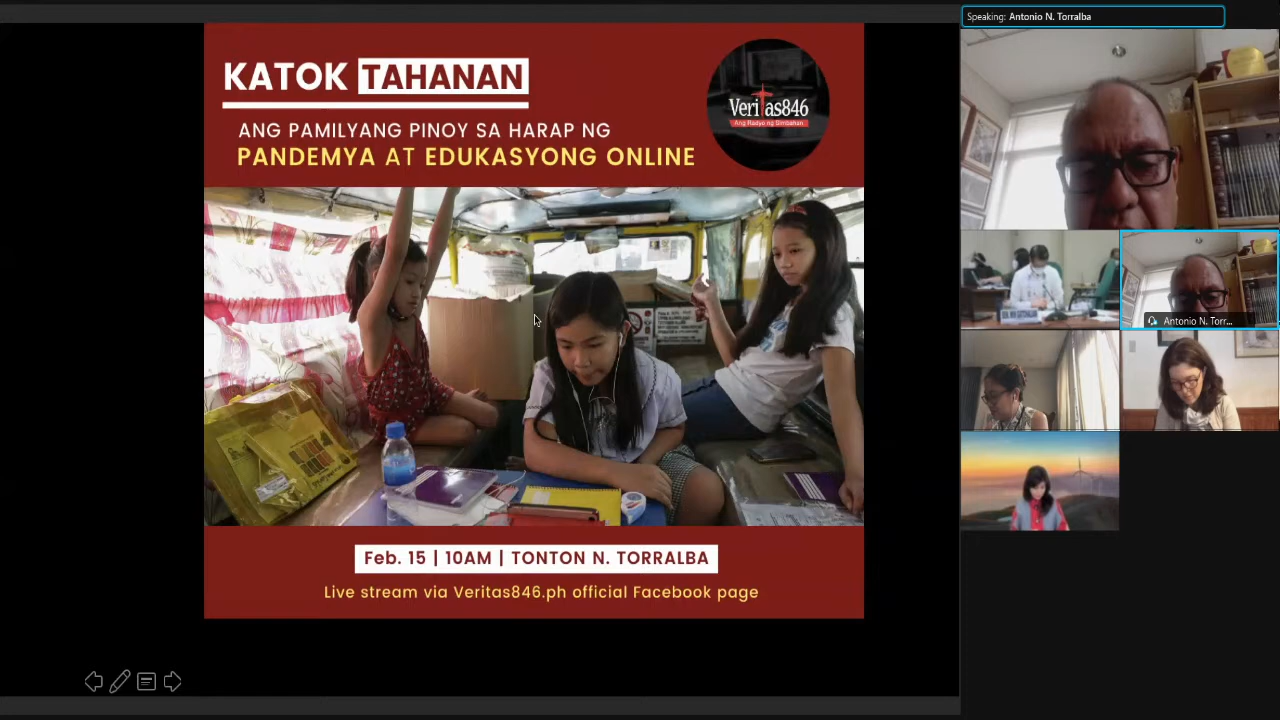 Speaking: Antonio N. Torralba
KATOK TAHANAN
Veritas846
Ang Radyo ng Simbahan
ANG PAMILYANG PINOY SA HARAP NG
PANDEMYA AT EDUKASYONG ONLINE
Antonio N. Torr...
Feb. 15 | 10AM | TONTON N. TORRALBA
Live stream via Veritas846.ph official Facebook page